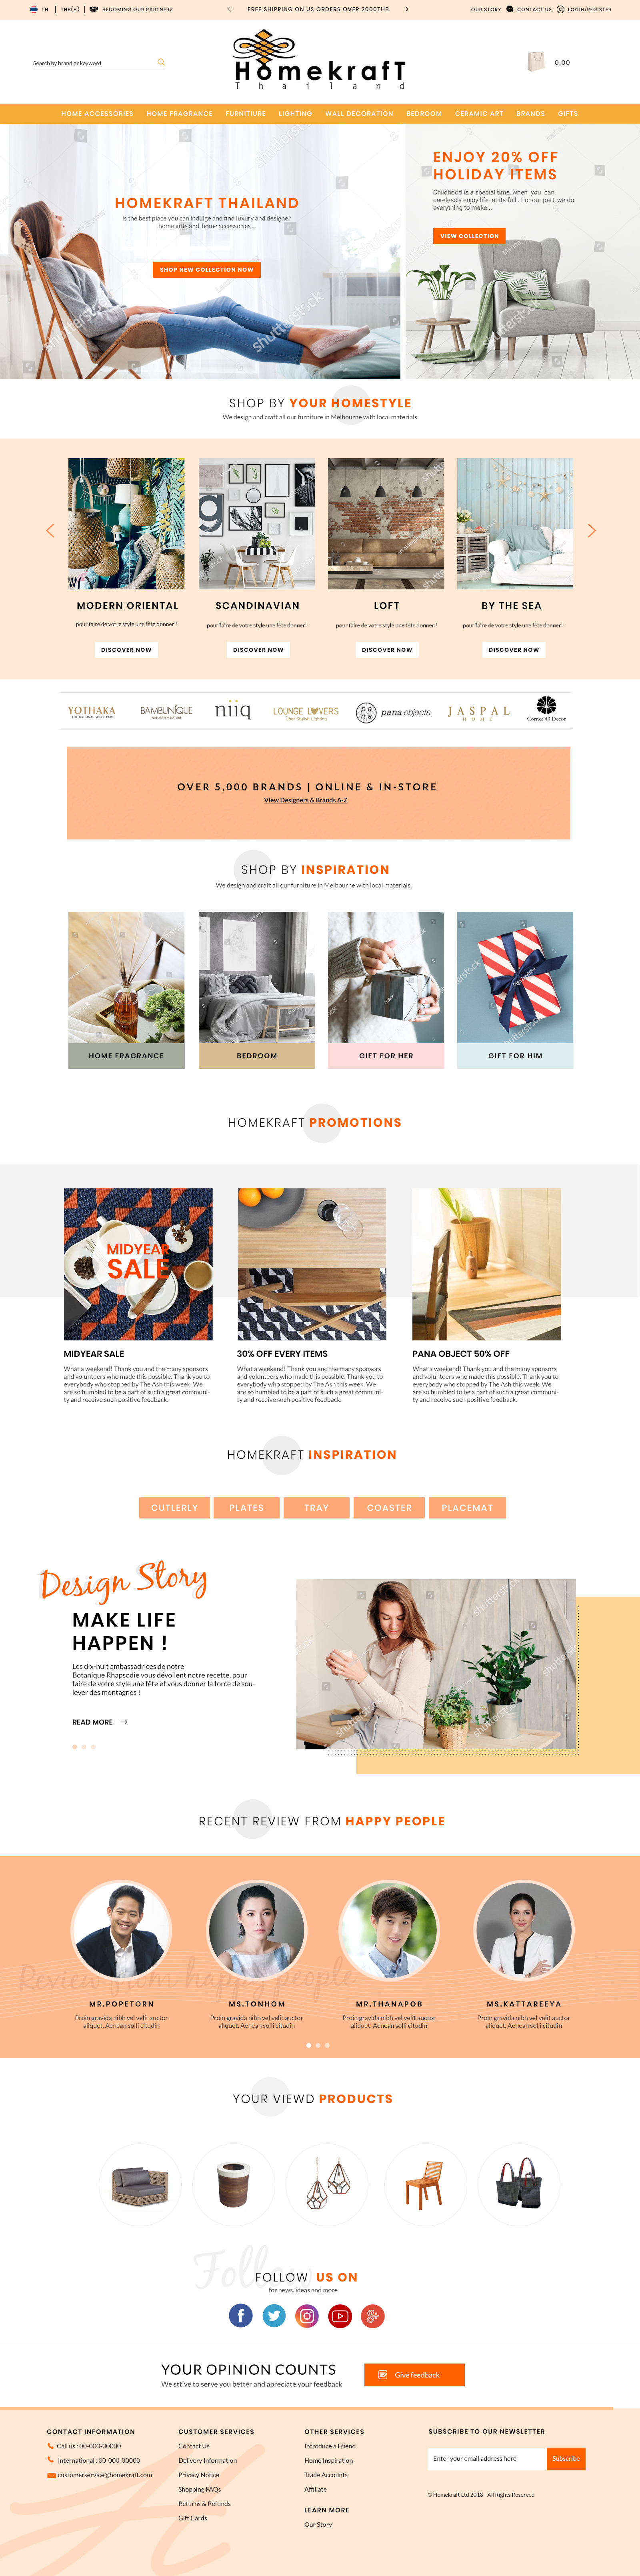 TH | THB(฿) | BECOMING OUR PARTNERS
FREE SHIPPING ON US ORDERS OVER 2000THB
OUR STORY CONTACT US LOGIN/REGISTER
Search by brand or keyword
Homekraft
Thailand
0.00
HOME ACCESSORIES HOME FRAGRANCE FURNITIURE LIGHTING WALL DECORATION BEDROOM CERAMIC ART BRANDS GIFTS
HOMEKRAFT THAILAND
is the best place you can indulge and find luxury and designer
home gifts and home accessories ...
SHOP NEW COLLECTION NOW
ENJOY 20% OFF
HOLIDAY ITEMS
Childhood is a special time, when you can
carelessly enjoy life at its full . For our part, we do
everything to make...
VIEW COLLECTION
shutterstock
shutterstock
shutterstock
SHOP BY YOUR HOMESTYLE
We design and craft all our furniture in Melbourne with local materials.
MODERN ORIENTAL
pour faire de votre style une fête donner !
DISCOVER NOW
SCANDINAVIAN
pour faire de votre style une fête donner !
DISCOVER NOW
LOFT
pour faire de votre style une fête donner !
DISCOVER NOW
BY THE SEA
pour faire de votre style une fête donner !
DISCOVER NOW
YOTHAKA
THE ORIGINAL SINCE 1989
BAMBUNIQUE
niiq
LOUNGE LOVERS
Uber Stylish Lighting
pana
pana objects
JASPAL
HOME
Corner 43 Decor
OVER 5,000 BRANDS | ONLINE & IN-STORE
View Designers & Brands A-Z
SHOP BY INSPIRATION
We design and craft all our furniture in Melbourne with local materials.
HOME FRAGRANCE
BEDROOM
GIFT FOR HER
GIFT FOR HIM
HOMEKRAFT PROMOTIONS
MIDYEAR
SALE
MIDYEAR SALE
What a weekend! Thank you and the many sponsors
and volunteers who made this possible. Thank you to
everybody who stopped by The Ash this week. We
are so humbled to be a part of such a great communi-
ty and receive such positive feedback.
30% OFF EVERY ITEMS
What a weekend! Thank you and the many sponsors
and volunteers who made this possible. Thank you to
everybody who stopped by The Ash this week. We
are so humbled to be a part of such a great communi-
ty and receive such positive feedback.
PANA OBJECT 50% OFF
What a weekend! Thank you and the many sponsors
and volunteers who made this possible. Thank you to
everybody who stopped by The Ash this week. We
are so humbled to be a part of such a great communi-
ty and receive such positive feedback.
HOMEKRAFT INSPIRATION
CUTLERLY PLATES TRAY COASTER PLACEMAT
Design Story
MAKE LIFE
HAPPEN !
Les dix-huit ambassadrices de notre
Botanique Rhapsodie vous dévoilent notre recette, pour
faire de votre style une fête et vous donner la force de sou-
lever des montagnes !
READ MORE
RECENT REVIEW FROM HAPPY PEOPLE
Review from happy people
MR.POPETORN
Proin gravida nibh vel velit auctor
aliquet. Aenean solli citudin
MS.TONHOM
Proin gravida nibh vel velit auctor
aliquet. Aenean solli citudin
MR.THANAPOB
Proin gravida nibh vel velit auctor
aliquet. Aenean solli citudin
MS.KATTAREEYA
Proin gravida nibh vel velit auctor
aliquet. Aenean solli citudin
YOUR VIEWD PRODUCTS
Follow
FOLLOW US ON
for news, ideas and more
YOUR OPINION COUNTS
We sttive to serve you better and apreciate your feedback
Give feedback
CONTACT INFORMATION
Call us : 00-000-00000
International : 00-000-00000
customerservice@homekraft.com
CUSTOMER SERVICES
Contact Us
Delivery Information
Privacy Notice
Shopping FAQs
Returns & Refunds
Gift Cards
OTHER SERVICES
Introduce a Friend
Home Inspiration
Trade Accounts
Affiliate
LEARN MORE
Our Story
SUBSCRIBE TO OUR NEWSLETTER
Enter your email address here
Subscribe
© Homekraft Ltd 2018 - All Rights Reserved